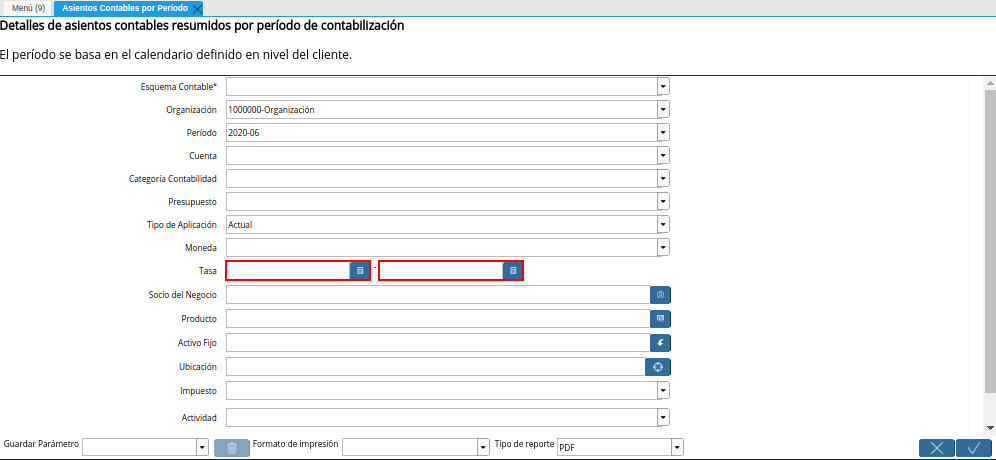 Menú (9)
Asientos Contables por Período
Detalles de asientos contables resumidos por período de contabilización
El período se basa en el calendario definido en nivel del cliente.
Esquema Contable*
Organización 1000000-Organización
Período 2020-06
Cuenta
Categoría Contabilidad
Presupuesto
Tipo de Aplicación Actual
Moneda
Tasa -
Socio del Negocio
Producto
Activo Fijo
Ubicación
Impuesto
Actividad
Guardar Parámetro Formato de impresión Tipo de reporte PDF